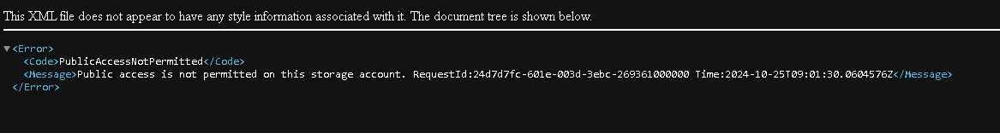 This XML file does not appear to have any style information associated with it. The document tree is shown below.
<Error>
<Code>PublicAccessNotPermitted</Code>
<Message>Public access is not permitted on this storage account. RequestId:24d7d7fc-601e-003d-3ebc-269361000000 Time:2024-10-25T09:01:30.0604576Z</Message>
</Error>